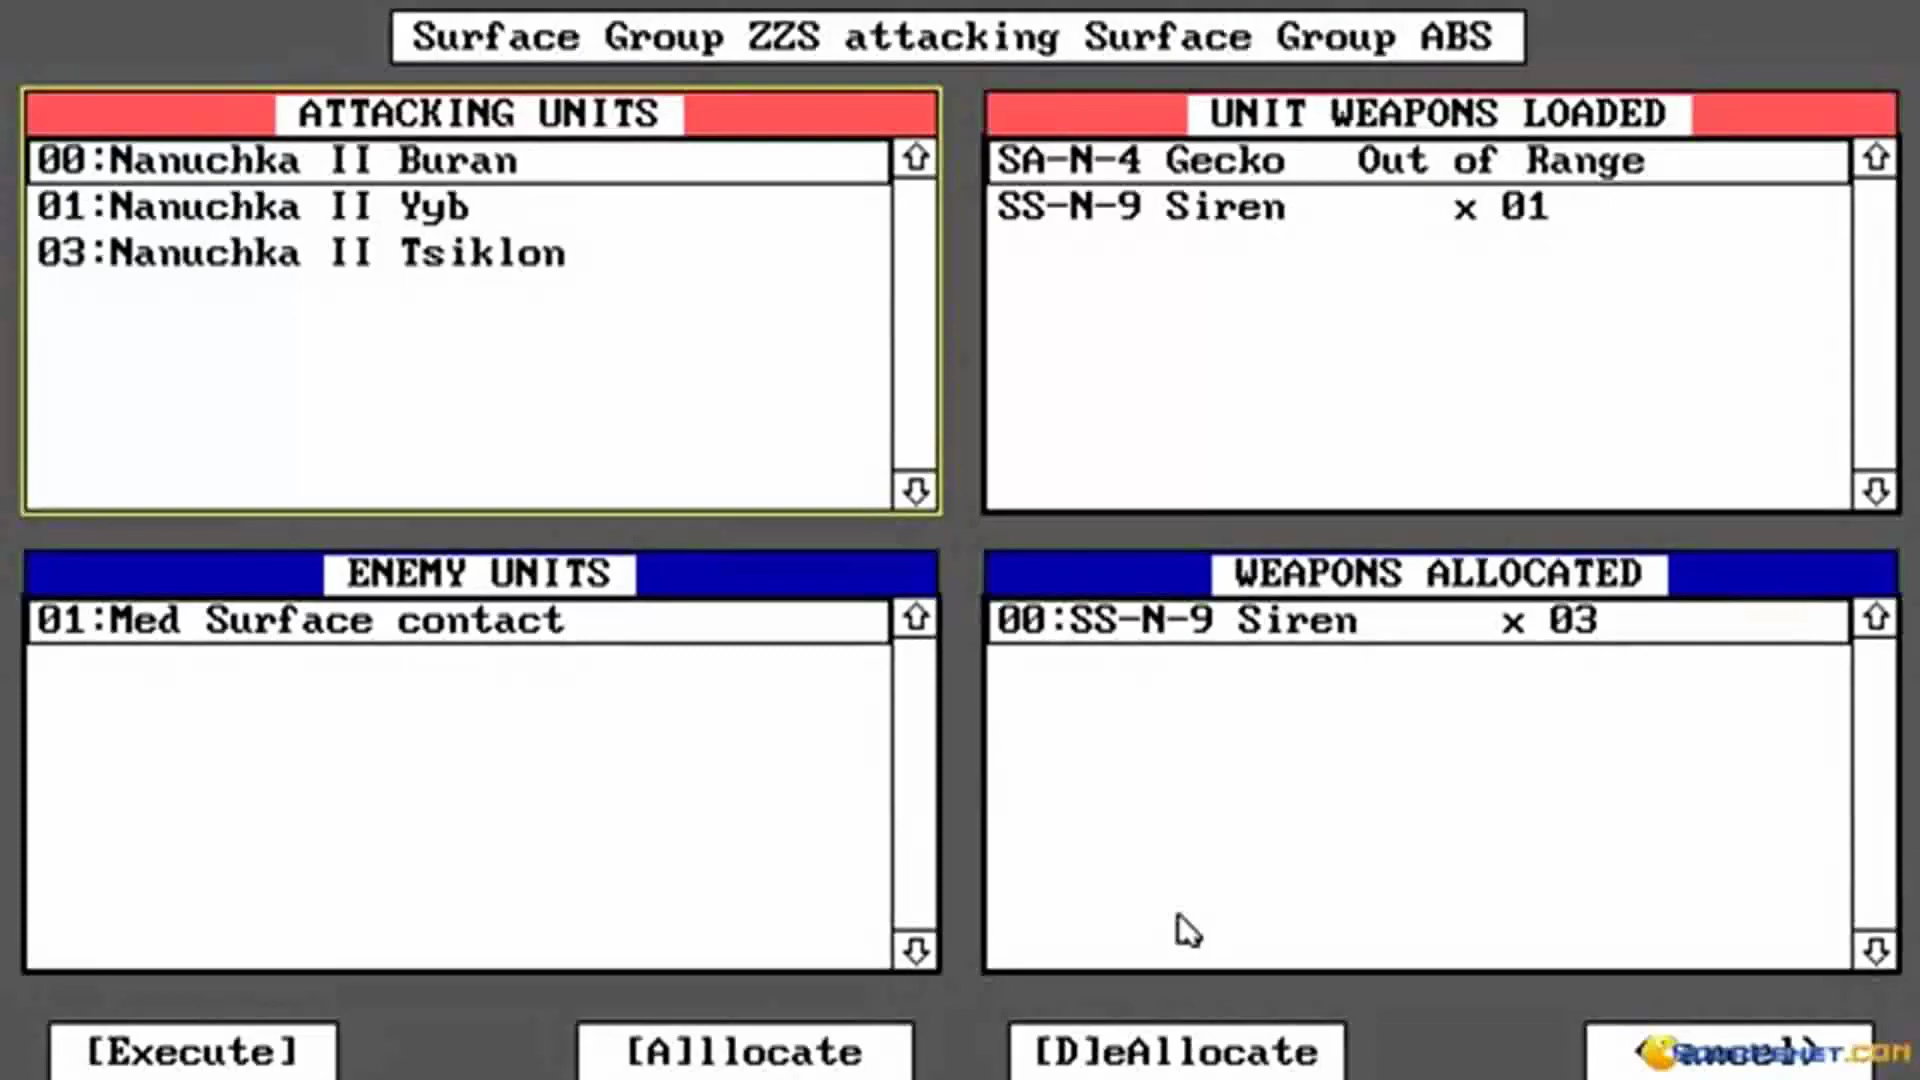 Surface Group ZZS attacking Surface Group ABS
ATTACKING UNITS
00:Nanuchka II Buran
01:Nanuchka II Yyb
03:Nanuchka II Tsiklon
UNIT WEAPONS LOADED
SA-N-4 Gecko Out of Range
SS-N-9 Siren x 01
ENEMY UNITS
01:Med Surface contact
WEAPONS ALLOCATED
00:SS-N-9 Siren x 03
[Execute]
[A]llocate
[D]eAllocate